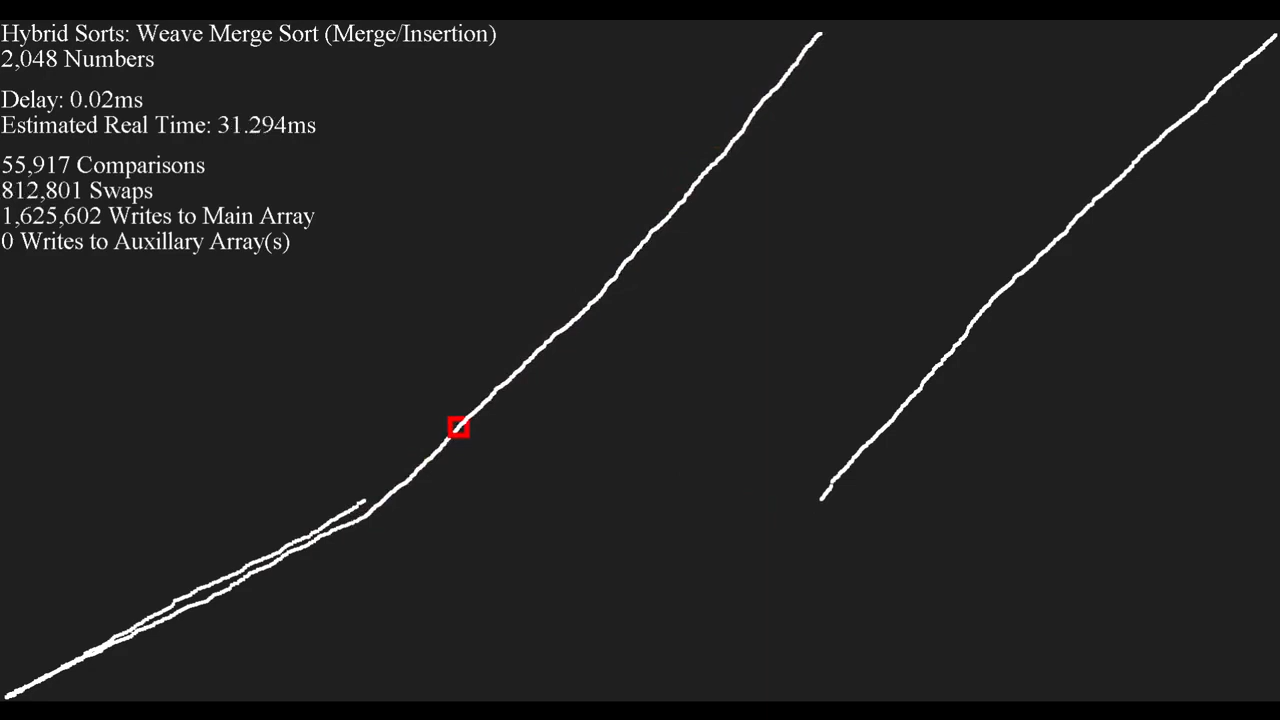 Hybrid Sorts: Weave Merge Sort (Merge/Insertion)
2,048 Numbers
Delay: 0.02ms
Estimated Real Time: 31.294ms
55,917 Comparisons
812,801 Swaps
1,625,602 Writes to Main Array
0 Writes to Auxillary Array(s)